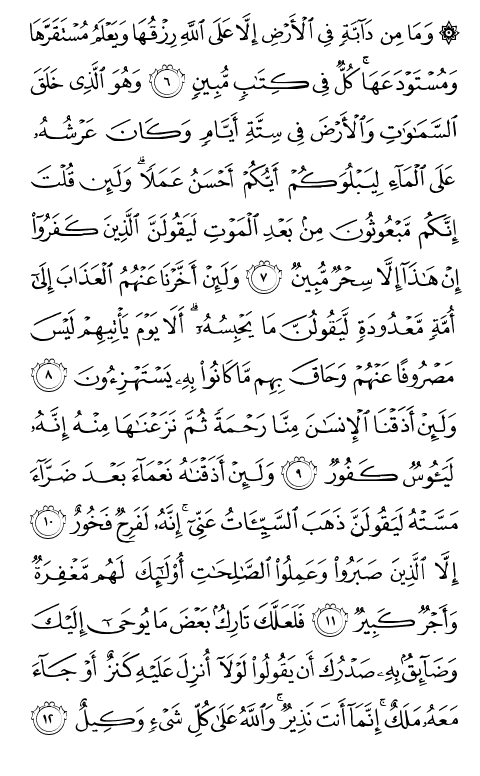 ۞ وَمَا مِن دَآبَّةٖ فِي ٱلۡأَرۡضِ إِلَّا عَلَى ٱللَّهِ رِزۡقُهَا وَيَعۡلَمُ مُسۡتَقَرَّهَا
وَمُسۡتَوۡدَعَهَاۚ كُلّٞ فِي كِتَٰبٖ مُّبِينٖ ٦ وَهُوَ ٱلَّذِي خَلَقَ
ٱلسَّمَٰوَٰتِ وَٱلۡأَرۡضَ فِي سِتَّةِ أَيَّامٖ وَكَانَ عَرۡشُهُۥ
عَلَى ٱلۡمَآءِ لِيَبۡلُوَكُمۡ أَيُّكُمۡ أَحۡسَنُ عَمَلٗاۗ وَلَئِن قُلۡتَ
إِنَّكُم مَّبۡعُوثُونَ مِنۢ بَعۡدِ ٱلۡمَوۡتِ لَيَقُولَنَّ ٱلَّذِينَ كَفَرُوٓاْ
إِنۡ هَٰذَآ إِلَّا سِحۡرٞ مُّبِينٞ ٧ وَلَئِنۡ أَخَّرۡنَا عَنۡهُمُ ٱلۡعَذَابَ إِلَىٰٓ
أُمَّةٖ مَّعۡدُودَةٖ لَّيَقُولُنَّ مَا يَحۡبِسُهُۥٓۗ أَلَا يَوۡمَ يَأۡتِيهِمۡ لَيۡسَ
مَصۡرُوفًا عَنۡهُمۡ وَحَاقَ بِهِم مَّا كَانُواْ بِهِۦ يَسۡتَهۡزِءُونَ ٨
وَلَئِنۡ أَذَقۡنَا ٱلۡإِنسَٰنَ مِنَّا رَحۡمَةٗ ثُمَّ نَزَعۡنَٰهَا مِنۡهُ إِنَّهُۥ
لَيَـُٔوسٞ كَفُورٞ ٩ وَلَئِنۡ أَذَقۡنَٰهُ نَعۡمَآءَ بَعۡدَ ضَرَّآءَ
مَسَّتۡهُ لَيَقُولَنَّ ذَهَبَ ٱلسَّيِّـَٔاتُ عَنِّيٓۚ إِنَّهُۥ لَفَرِحٞ فَخُورٌ ١٠
إِلَّا ٱلَّذِينَ صَبَرُواْ وَعَمِلُواْ ٱلصَّٰلِحَٰتِ أُوْلَٰٓئِكَ لَهُم مَّغۡفِرَةٞ
وَأَجۡرٞ كَبِيرٞ ١١ فَلَعَلَّكَ تَارِكُۢ بَعۡضَ مَا يُوحَىٰٓ إِلَيۡكَ
وَضَآئِقُۢ بِهِۦ صَدۡرُكَ أَن يَقُولُواْ لَوۡلَآ أُنزِلَ عَلَيۡهِ كَنزٌ أَوۡ جَآءَ
مَعَهُۥ مَلَكٌۚ إِنَّمَآ أَنتَ نَذِيرٞۚ وَٱللَّهُ عَلَىٰ كُلِّ شَيۡءٖ وَكِيلٌ ١٢